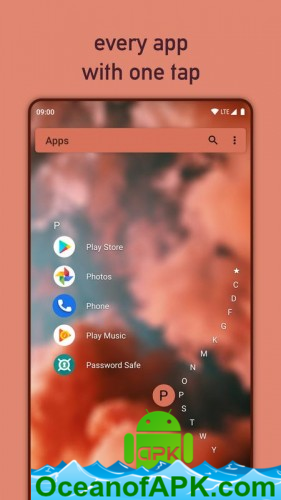 every app
with one tap
09:00
LTE
Apps
P
Play Store
Photos
Phone
Play Music
Password Safe
★
C
D
F
G
K
M
N
O
P
P
S
T
W
Y
APK
OceanofAPK.com